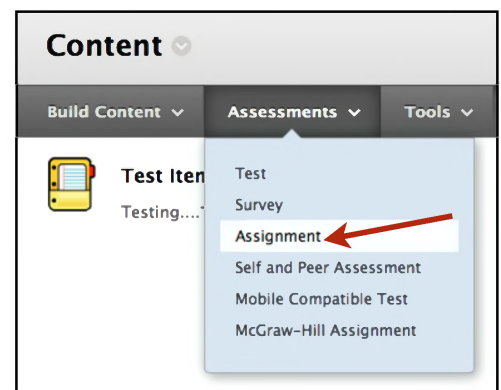 Content
Build Content Assessments Tools
Test Iten
Testing....
Test
Survey
Assignment
Self and Peer Assessment
Mobile Compatible Test
McGraw-Hill Assignment